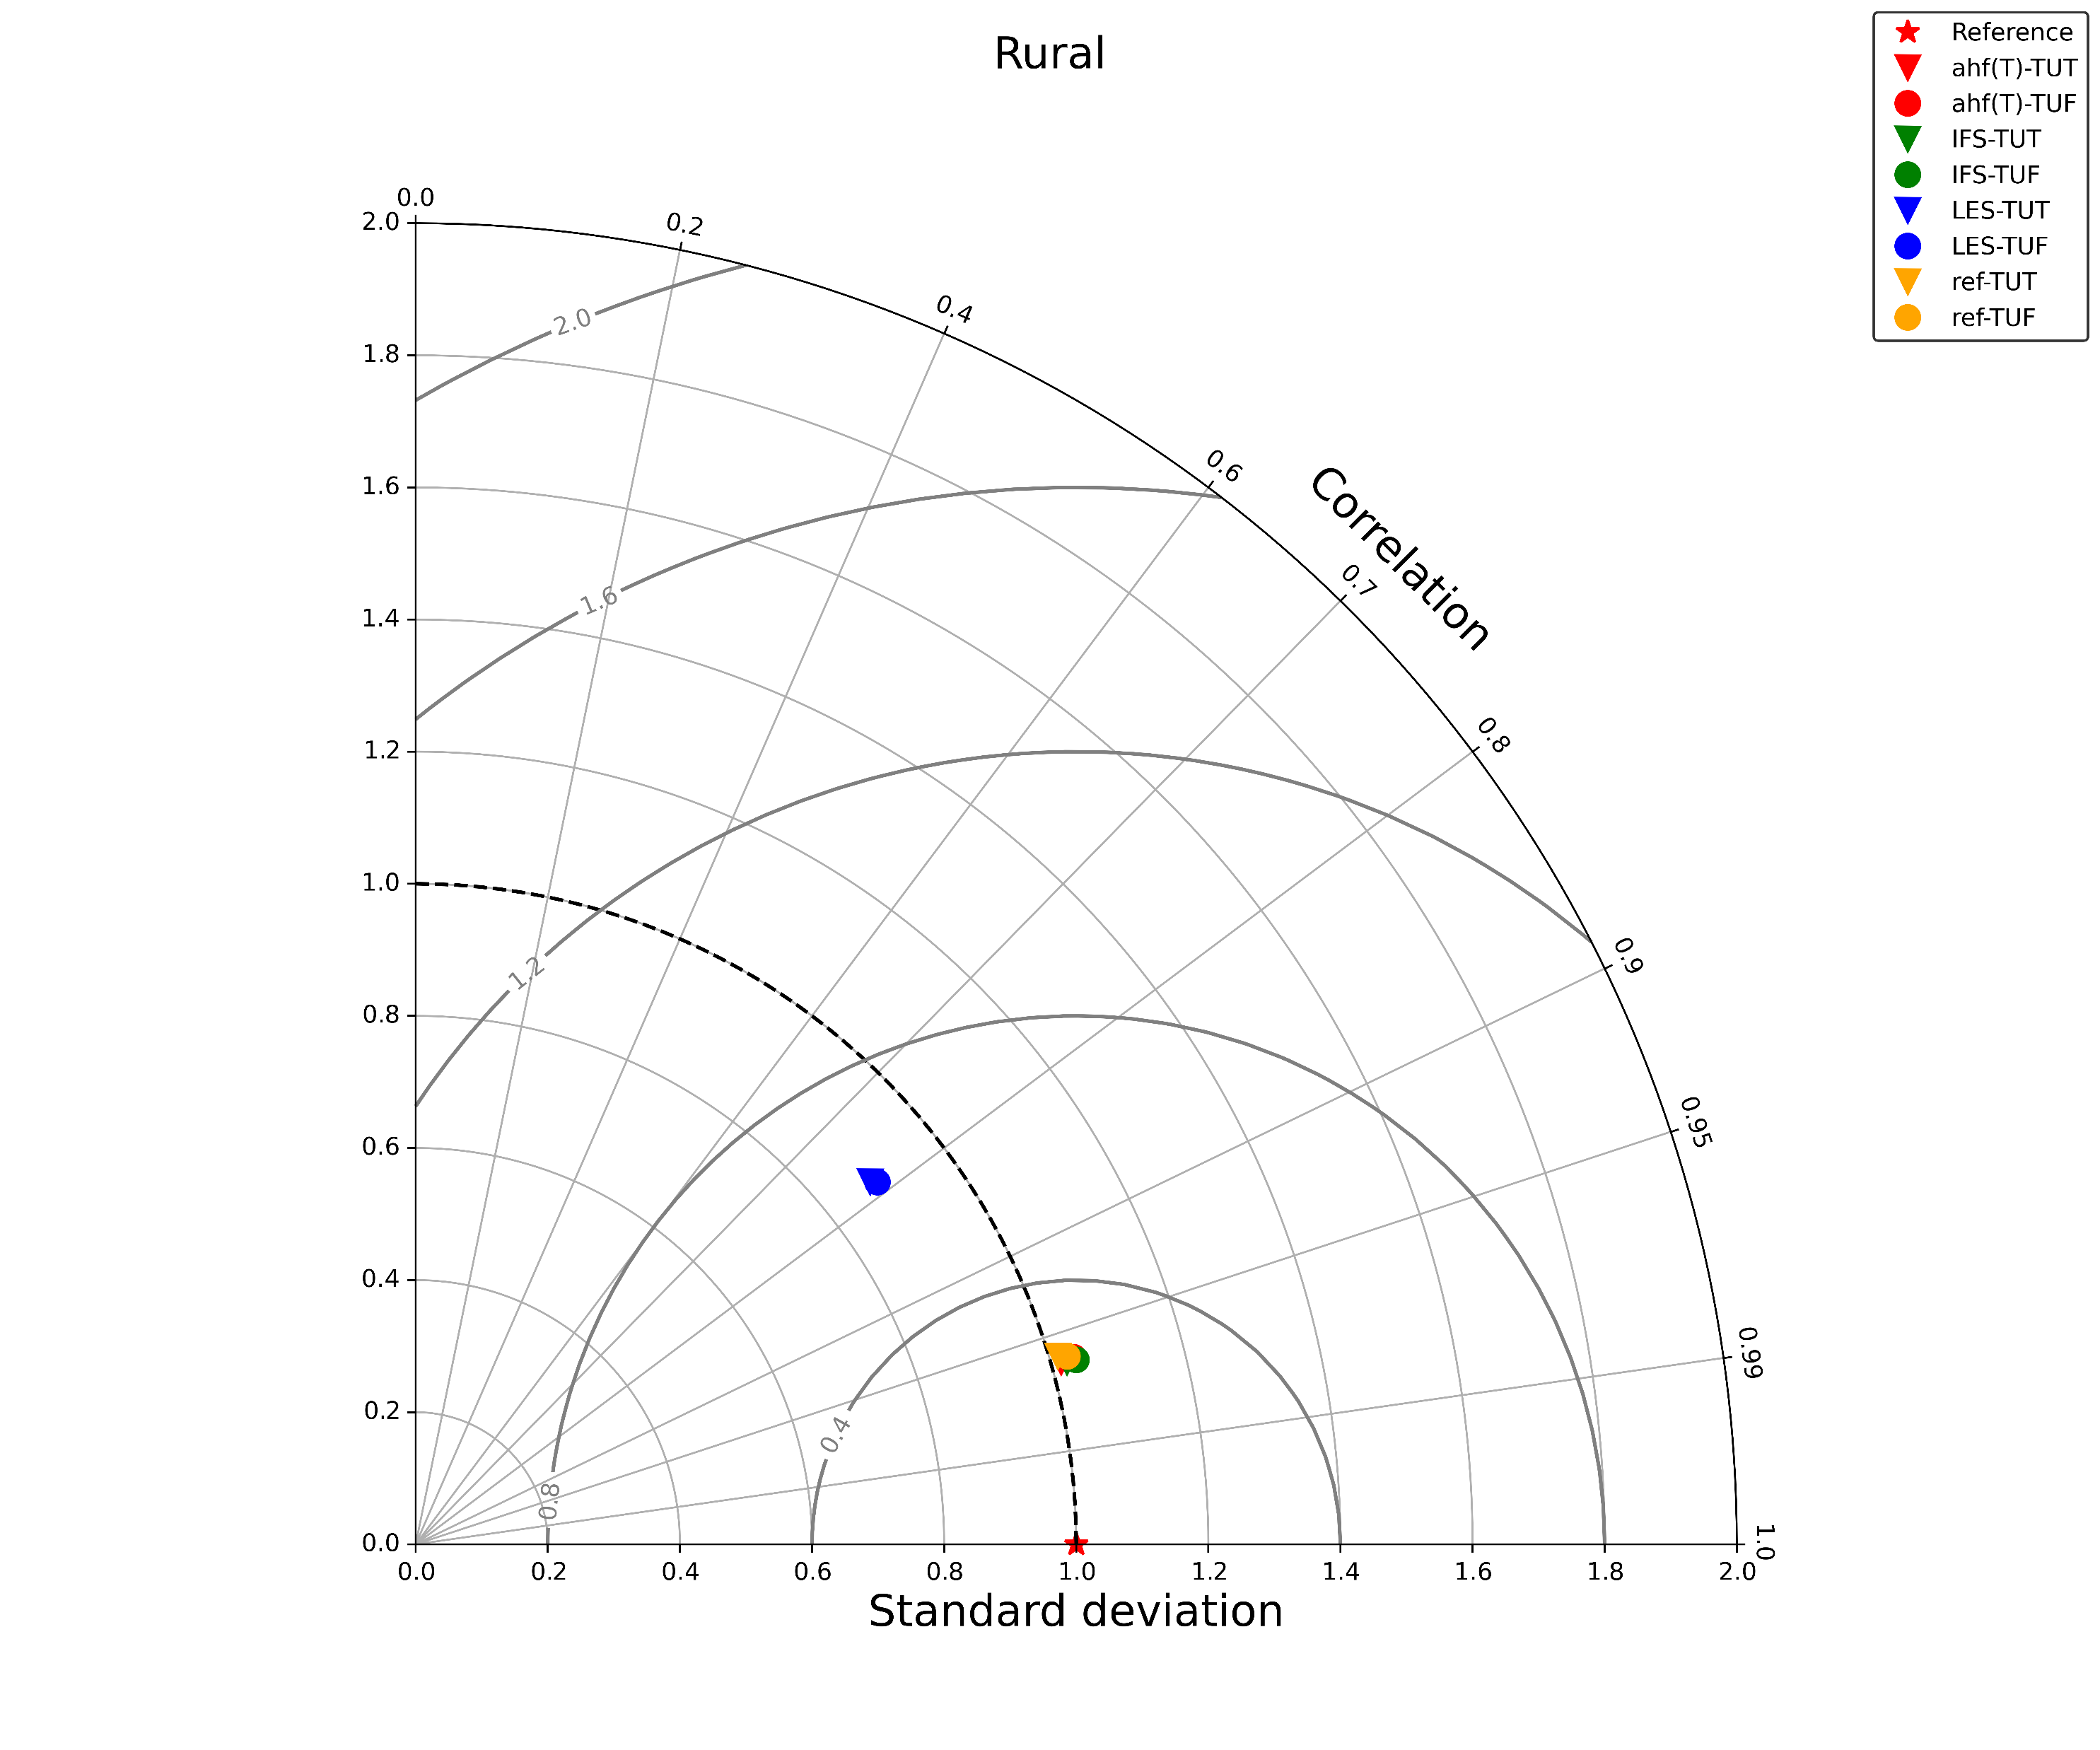 Rural
Reference
ahf(T)-TUT
ahf(T)-TUF
IFS-TUT
IFS-TUF
LES-TUT
LES-TUF
ref-TUT
ref-TUF
0.0
0.2
0.4
0.6
0.7
0.8
0.9
0.95
0.99
1.0
Correlation
2.0
1.8
1.6
1.4
1.2
1.0
0.8
0.6
0.4
0.2
0.0
2.0
1.6
1.2
0.8
0.4
0.0 0.2 0.4 0.6 0.8 1.0 1.2 1.4 1.6 1.8 2.0
Standard deviation